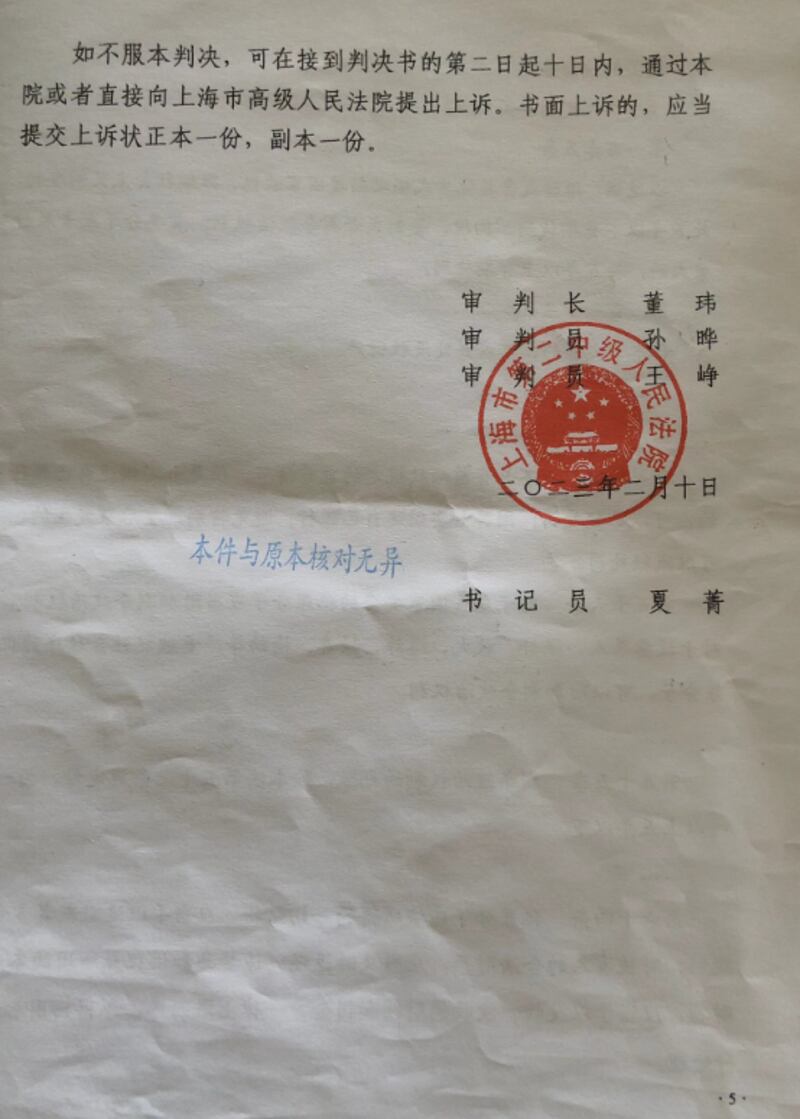 如不服本判决，可在接到判决书的第二日起十日内，通过本
院或者直接向上海市高级人民法院提出上诉。书面上诉的，应当
提交上诉状正本一份，副本一份。
审 判 长 董 玮
审 判 员 孙 晔
审 判 员 王 峥
上海市第二中级人民法院
二〇二三年二月十日
本件与原本核对无异
书 记 员 夏 菁
·5·